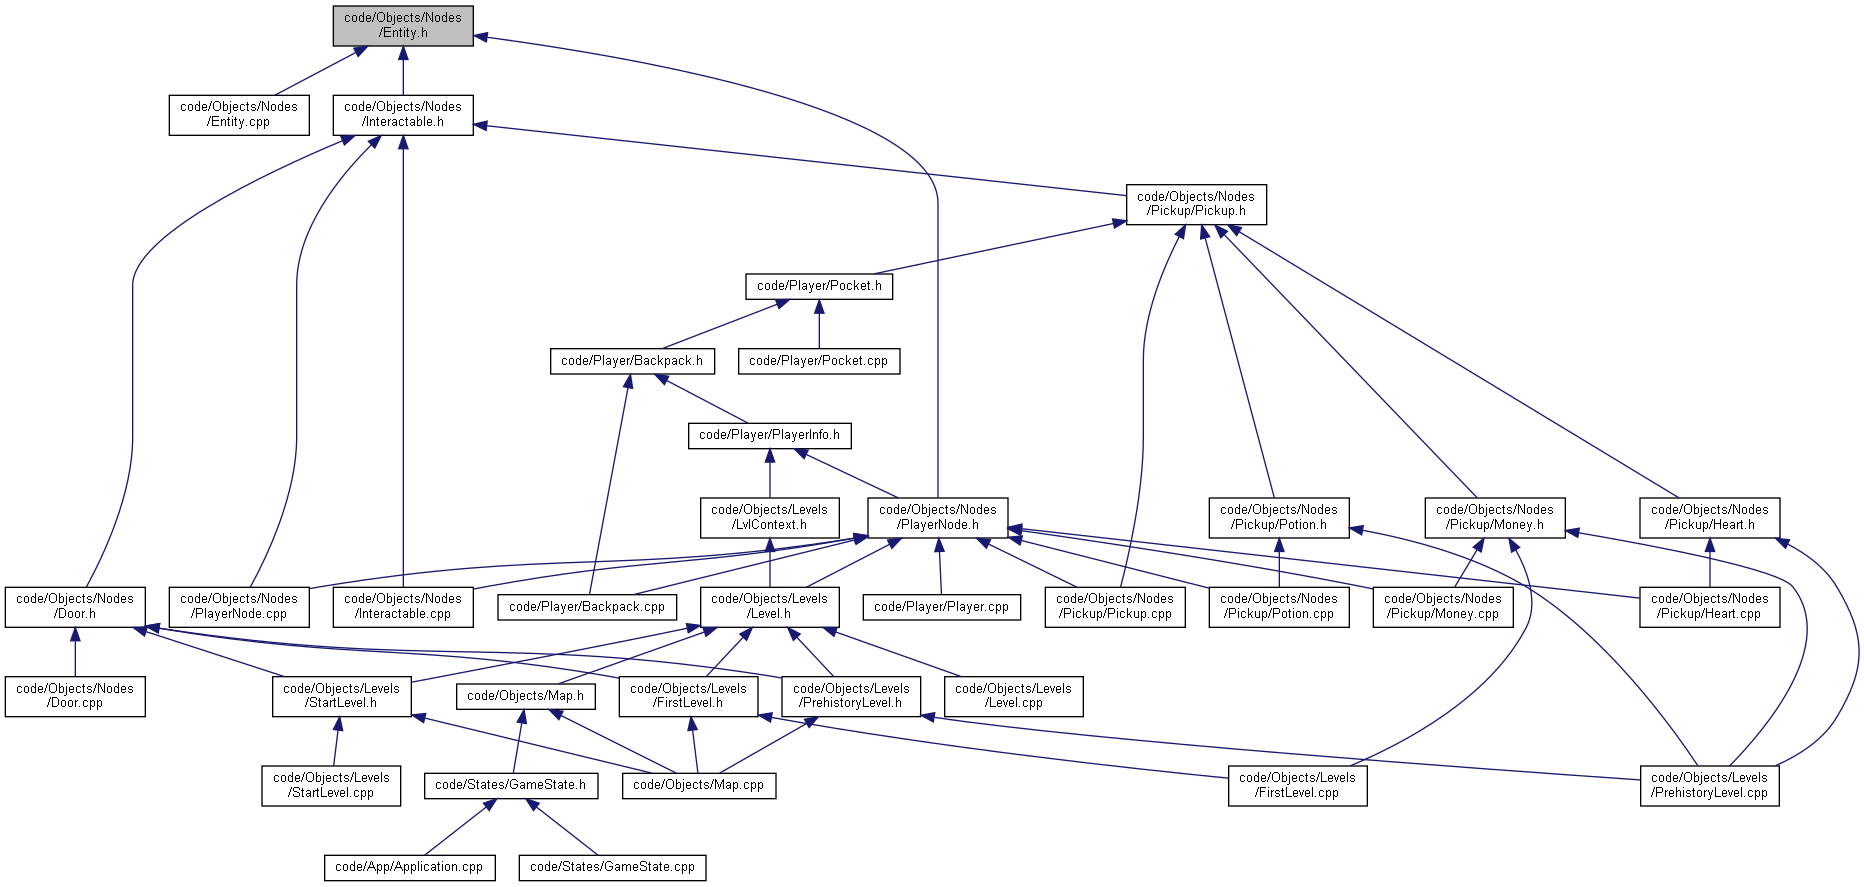 code/Objects/Nodes
/Entity.h
code/Objects/Nodes
/Entity.cpp
code/Objects/Nodes
/Interactable.h
code/Objects/Nodes
/Pickup/Pickup.h
code/Player/Pocket.h
code/Player/Backpack.h
code/Player/Pocket.cpp
code/Player/PlayerInfo.h
code/Objects/Levels
/LvlContext.h
code/Objects/Nodes
/PlayerNode.h
code/Objects/Nodes
/Pickup/Potion.h
code/Objects/Nodes
/Pickup/Money.h
code/Objects/Nodes
/Pickup/Heart.h
code/Objects/Nodes
/Door.h
code/Objects/Nodes
/PlayerNode.cpp
code/Objects/Nodes
/Interactable.cpp
code/Player/Backpack.cpp
code/Objects/Levels
/Level.h
code/Player/Player.cpp
code/Objects/Nodes
/Pickup/Pickup.cpp
code/Objects/Nodes
/Pickup/Potion.cpp
code/Objects/Nodes
/Pickup/Money.cpp
code/Objects/Nodes
/Pickup/Heart.cpp
code/Objects/Nodes
/Door.cpp
code/Objects/Levels
/StartLevel.h
code/Objects/Map.h
code/Objects/Levels
/FirstLevel.h
code/Objects/Levels
/PrehistoryLevel.h
code/Objects/Levels
/Level.cpp
code/Objects/Levels
/StartLevel.cpp
code/States/GameState.h
code/Objects/Map.cpp
code/Objects/Levels
/FirstLevel.cpp
code/Objects/Levels
/PrehistoryLevel.cpp
code/App/Application.cpp
code/States/GameState.cpp